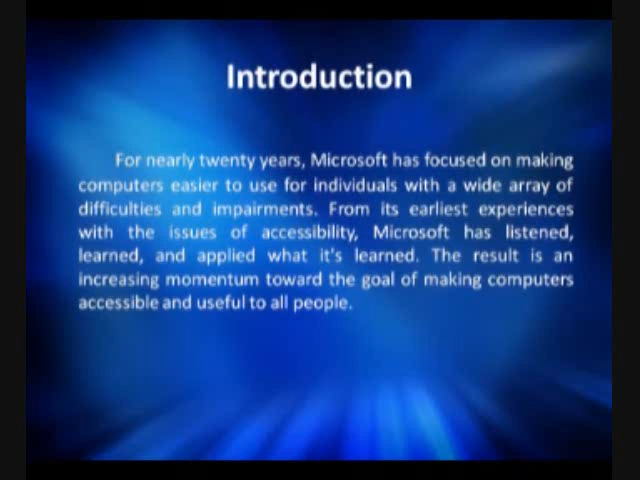 Introduction
For nearly twenty years, Microsoft has focused on making
computers easier to use for individuals with a wide array of
difficulties and impairments. From its earliest experiences
with the issues of accessibility, Microsoft has listened,
learned, and applied what it's learned. The result is an
increasing momentum toward the goal of making computers
accessible and useful to all people.